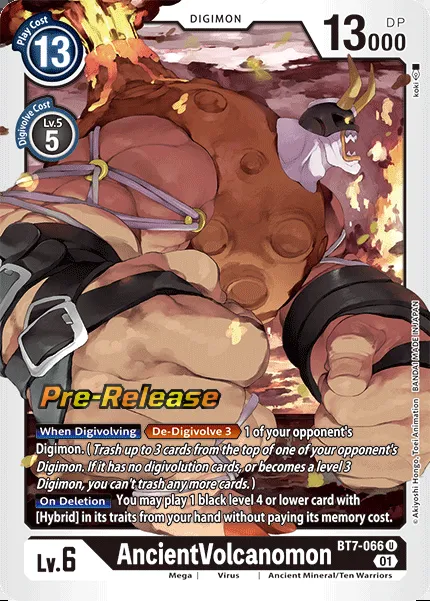 Play Cost
13
DIGIMON
DP
13000
Digivolve Cost
Lv.5
5
koki
Pre-Release
When Digivolving De-Digivolve 3 1 of your opponent's
Digimon. (Trash up to 3 cards from the top of one of your opponent's
Digimon. If it has no digivolution cards, or becomes a level 3
Digimon, you can't trash any more cards.)
On Deletion You may play 1 black level 4 or lower card with
[Hybrid] in its traits from your hand without paying its memory cost.
©Akiyoshi Hongo, Toei Animation BANDAI MADE IN JAPAN
Lv.6
AncientVolcanomon
BT7-066 U
01
Mega | Virus | Ancient Mineral/Ten Warriors